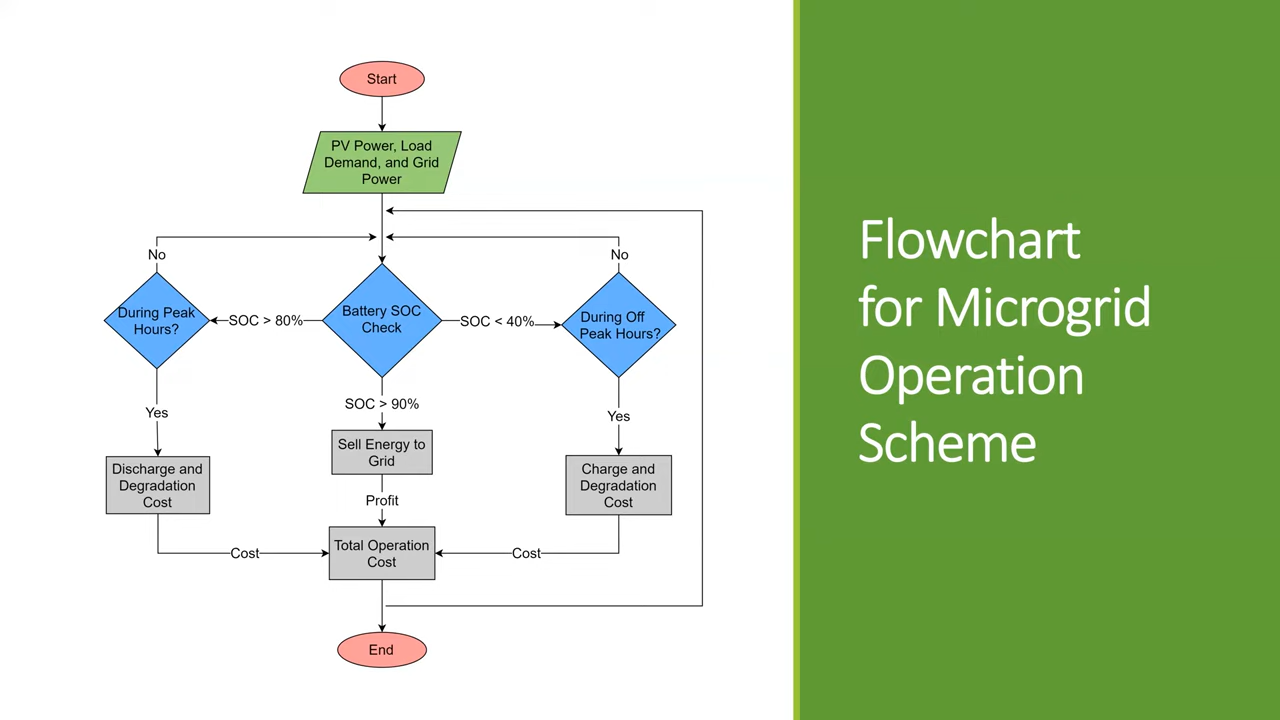 Start
PV Power, Load
Demand, and Grid
Power
No
No
During Peak
Hours?
SOC > 80%
Battery SOC
Check
SOC < 40%
During Off
Peak Hours?
Yes
SOC > 90%
Yes
Discharge and
Degradation
Cost
Sell Energy to
Grid
Charge and
Degradation
Cost
Profit
Cost
Total Operation
Cost
Cost
End
Flowchart
for Microgrid
Operation
Scheme